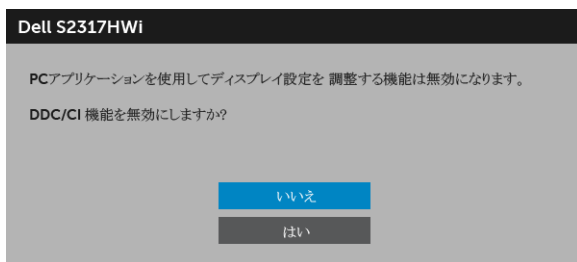 Dell S2317HWi
PCアプリケーションを使用してディスプレイ設定を 調整する機能は無効になります。
DDC/CI 機能を無効にしますか?
いいえ
はい